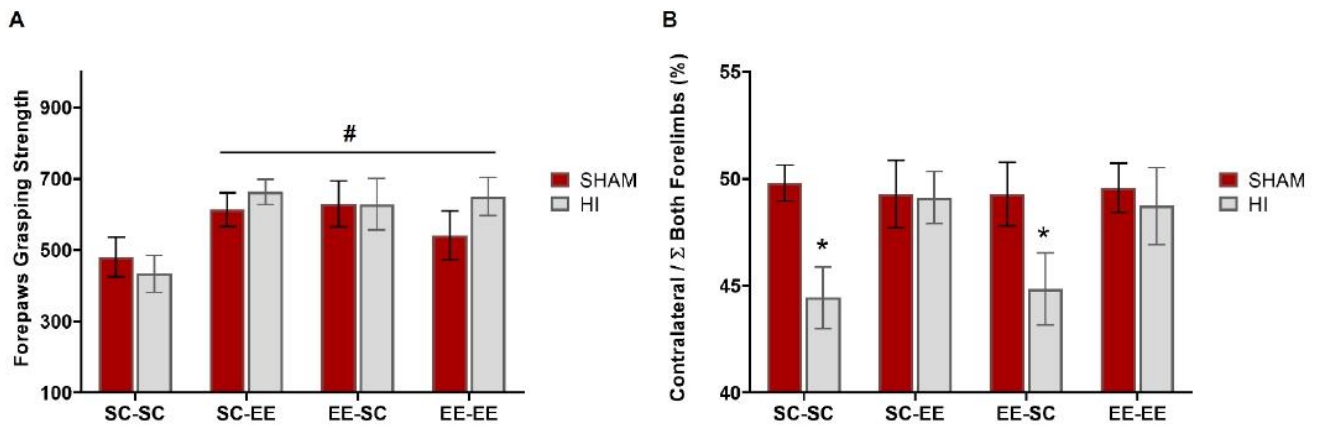 A
Forepaws Grasping Strength
900
700
500
300
100
#
SC-SC SC-EE EE-SC EE-EE
SHAM
HI
B
Contralateral / Σ Both Forelimbs (%)
55
50
45
40
*
*
SC-SC SC-EE EE-SC EE-EE
SHAM
HI